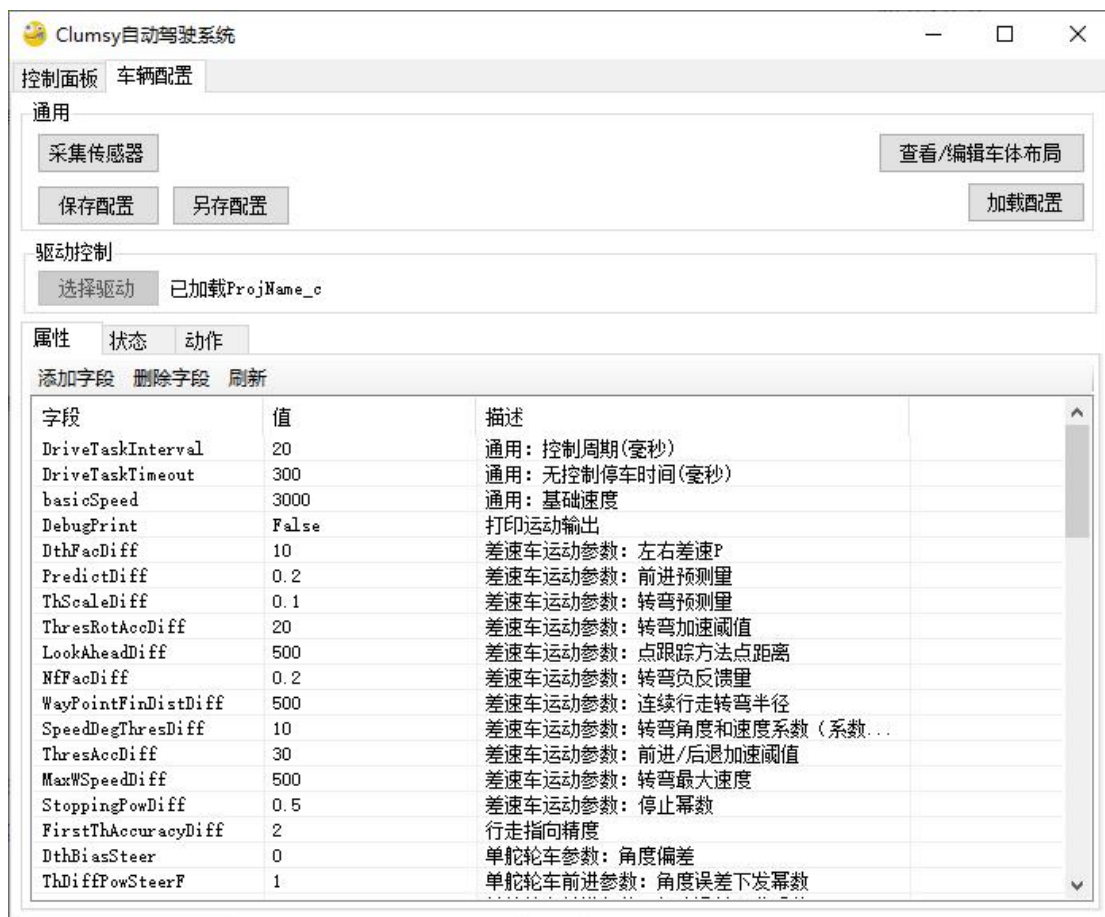 Clumsy自动驾驶系统
控制面板 车辆配置
通用
采集传感器 查看/编辑车体布局
保存配置 另存配置 加载配置
驱动控制
选择驱动 已加载ProjName_c
属性 状态 动作
添加字段 删除字段 刷新
字段 值 描述
DriveTaskInterval 20 通用: 控制周期(毫秒)
DriveTaskTimeout 300 通用: 无控制停车时间(毫秒)
basicSpeed 3000 通用: 基础速度
DebugPrint False 打印运动输出
DthFacDiff 10 差速车运动参数: 左右差速P
PredictDiff 0.2 差速车运动参数: 前进预测量
ThScaleDiff 0.1 差速车运动参数: 转弯预测量
ThresRotAccDiff 20 差速车运动参数: 转弯加速阈值
LookAheadDiff 500 差速车运动参数: 点跟踪方法点距离
NfFacDiff 0.2 差速车运动参数: 转弯负反馈量
WayPointFinDistDiff 500 差速车运动参数: 连续行走转弯半径
SpeedDegThresDiff 10 差速车运动参数: 转弯角度和速度系数（系数...
ThresAccDiff 30 差速车运动参数: 前进/后退加速阈值
MaxWSpeedDiff 500 差速车运动参数: 转弯最大速度
StoppingPowDiff 0.5 差速车运动参数: 停止幂数
FirstThAccuracyDiff 2 行走指向精度
DthBiasSteer 0 单舵轮车参数: 角度偏差
ThDiffPowSteerF 1 单舵轮车前进参数: 角度误差下发幂数